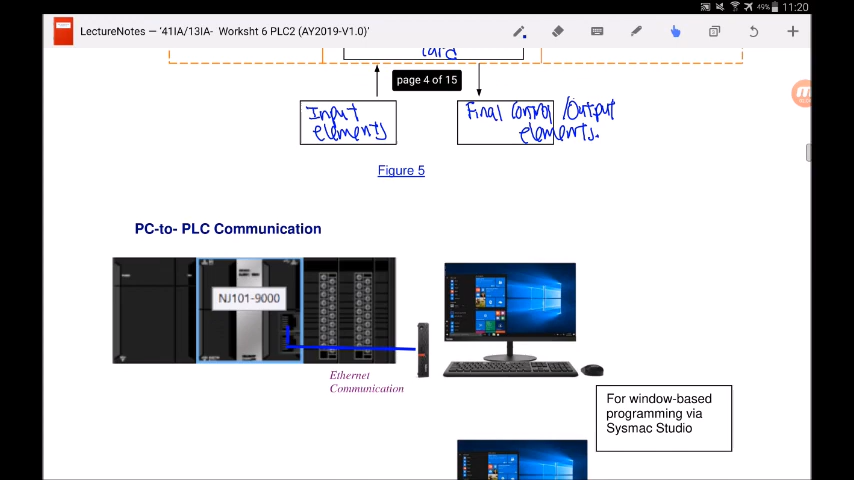 49% 11:20
LectureNotes — '41IA/13IA- Worksht 6 PLC2 (AY2019-V1.0)'
page 4 of 15
Input
elements
Final Control /Output
elements.
Figure 5
PC-to- PLC Communication
NJ101-9000
Ethernet
Communication
For window-based
programming via
Sysmac Studio